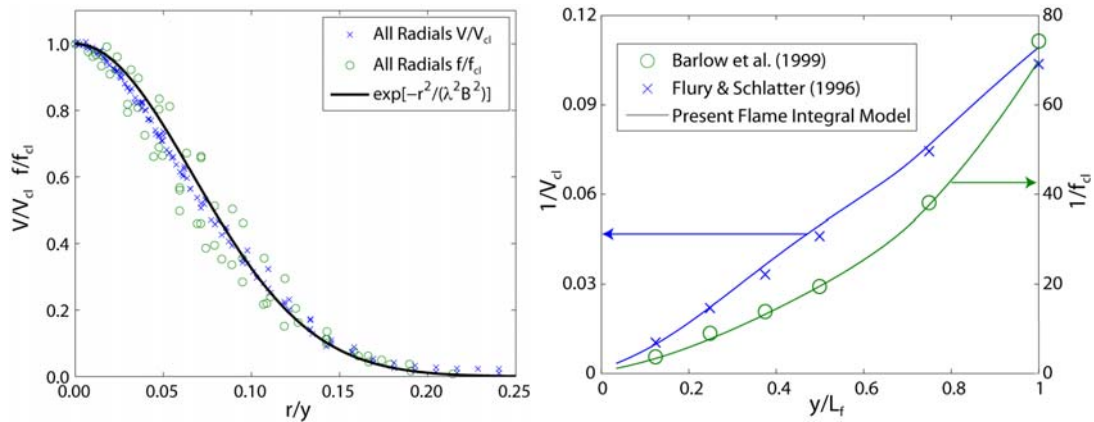 V/V_cl f/f_cl
1.0
0.8
0.6
0.4
0.2
0.0
× All Radials V/V_cl
○ All Radials f/f_cl
exp[−r²/(λ²B²)]
0.00 0.05 0.10 0.15 0.20 0.25
r/y
1/V_cl
0.12
0.09
0.06
0.03
0
○ Barlow et al. (1999)
× Flury & Schlatter (1996)
Present Flame Integral Model
80
60
40
20
0
1/f_cl
0 0.2 0.4 0.6 0.8 1
y/L_f